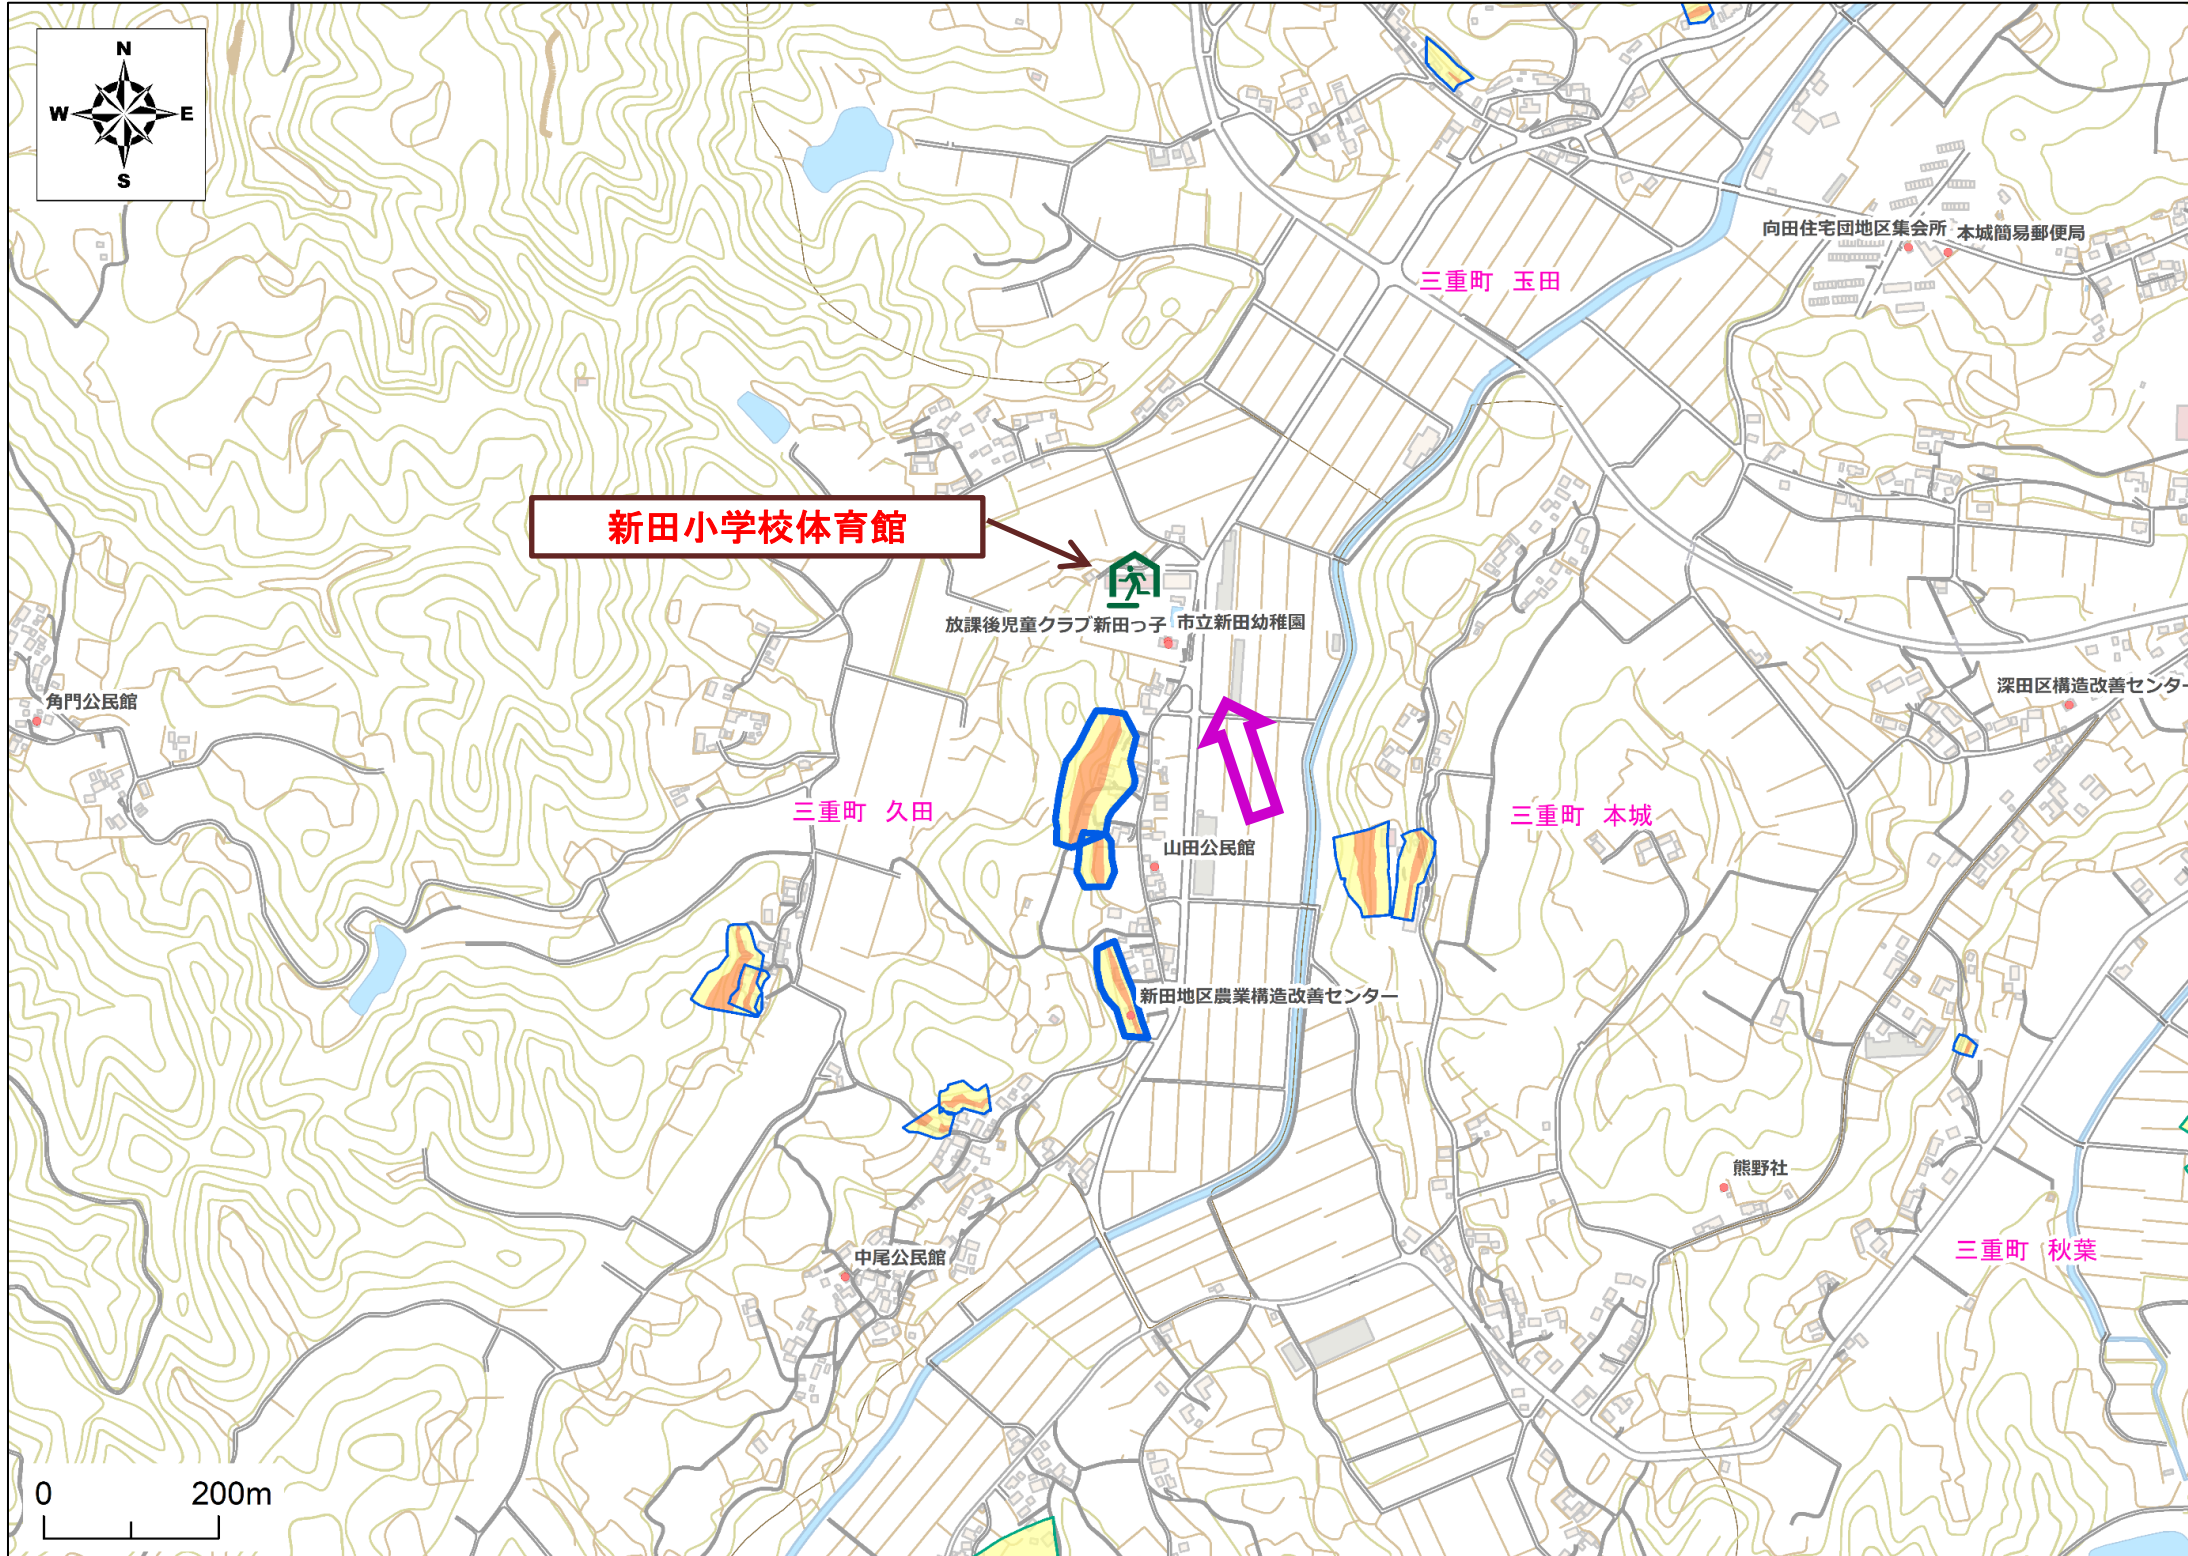 N
W E
S
向田住宅団地区集会所 本城簡易郵便局
三重町 玉田
新田小学校体育館
放課後児童クラブ新田っ子 市立新田幼稚園
角門公民館
深田区構造改善センター
三重町 久田
三重町 本城
山田公民館
新田地区農業構造改善センター
熊野社
三重町 秋葉
中尾公民館
0 200m